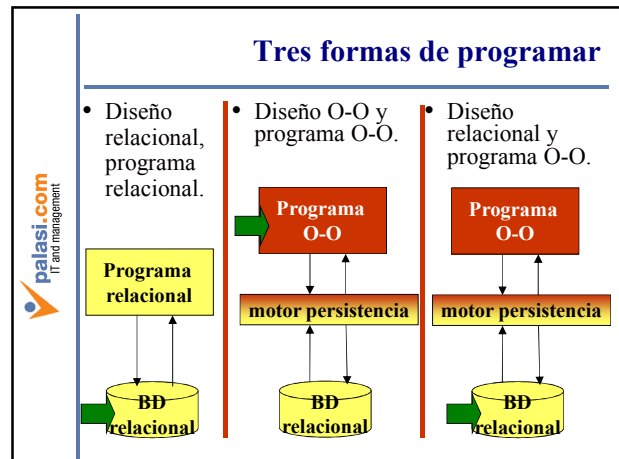 Tres formas de programar
• Diseño
relacional,
programa
relacional.
• Diseño O-O y
programa O-O.
• Diseño
relacional y
programa O-O.
palasi.com
IT and management
Programa
relacional
BD
relacional
Programa
O-O
motor persistencia
BD
relacional
Programa
O-O
motor persistencia
BD
relacional